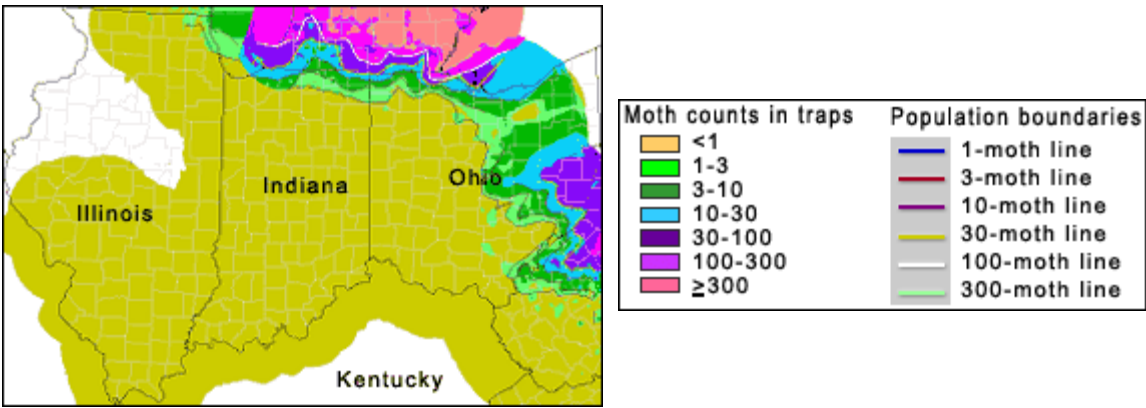 Illinois
Indiana
Ohio
Kentucky
Moth counts in traps
<1
1-3
3-10
10-30
30-100
100-300
≥300
Population boundaries
1-moth line
3-moth line
10-moth line
30-moth line
100-moth line
300-moth line